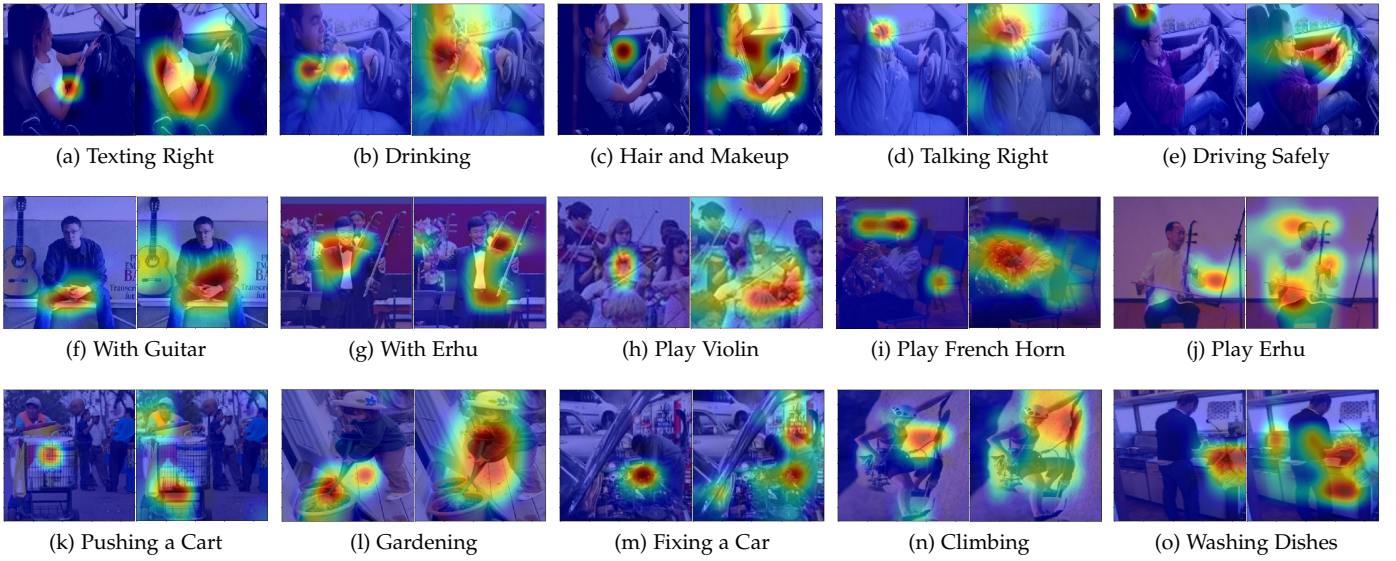 (a) Texting Right
(b) Drinking
(c) Hair and Makeup
(d) Talking Right
(e) Driving Safely
(f) With Guitar
(g) With Erhu
(h) Play Violin
(i) Play French Horn
(j) Play Erhu
(k) Pushing a Cart
(l) Gardening
(m) Fixing a Car
(n) Climbing
(o) Washing Dishes